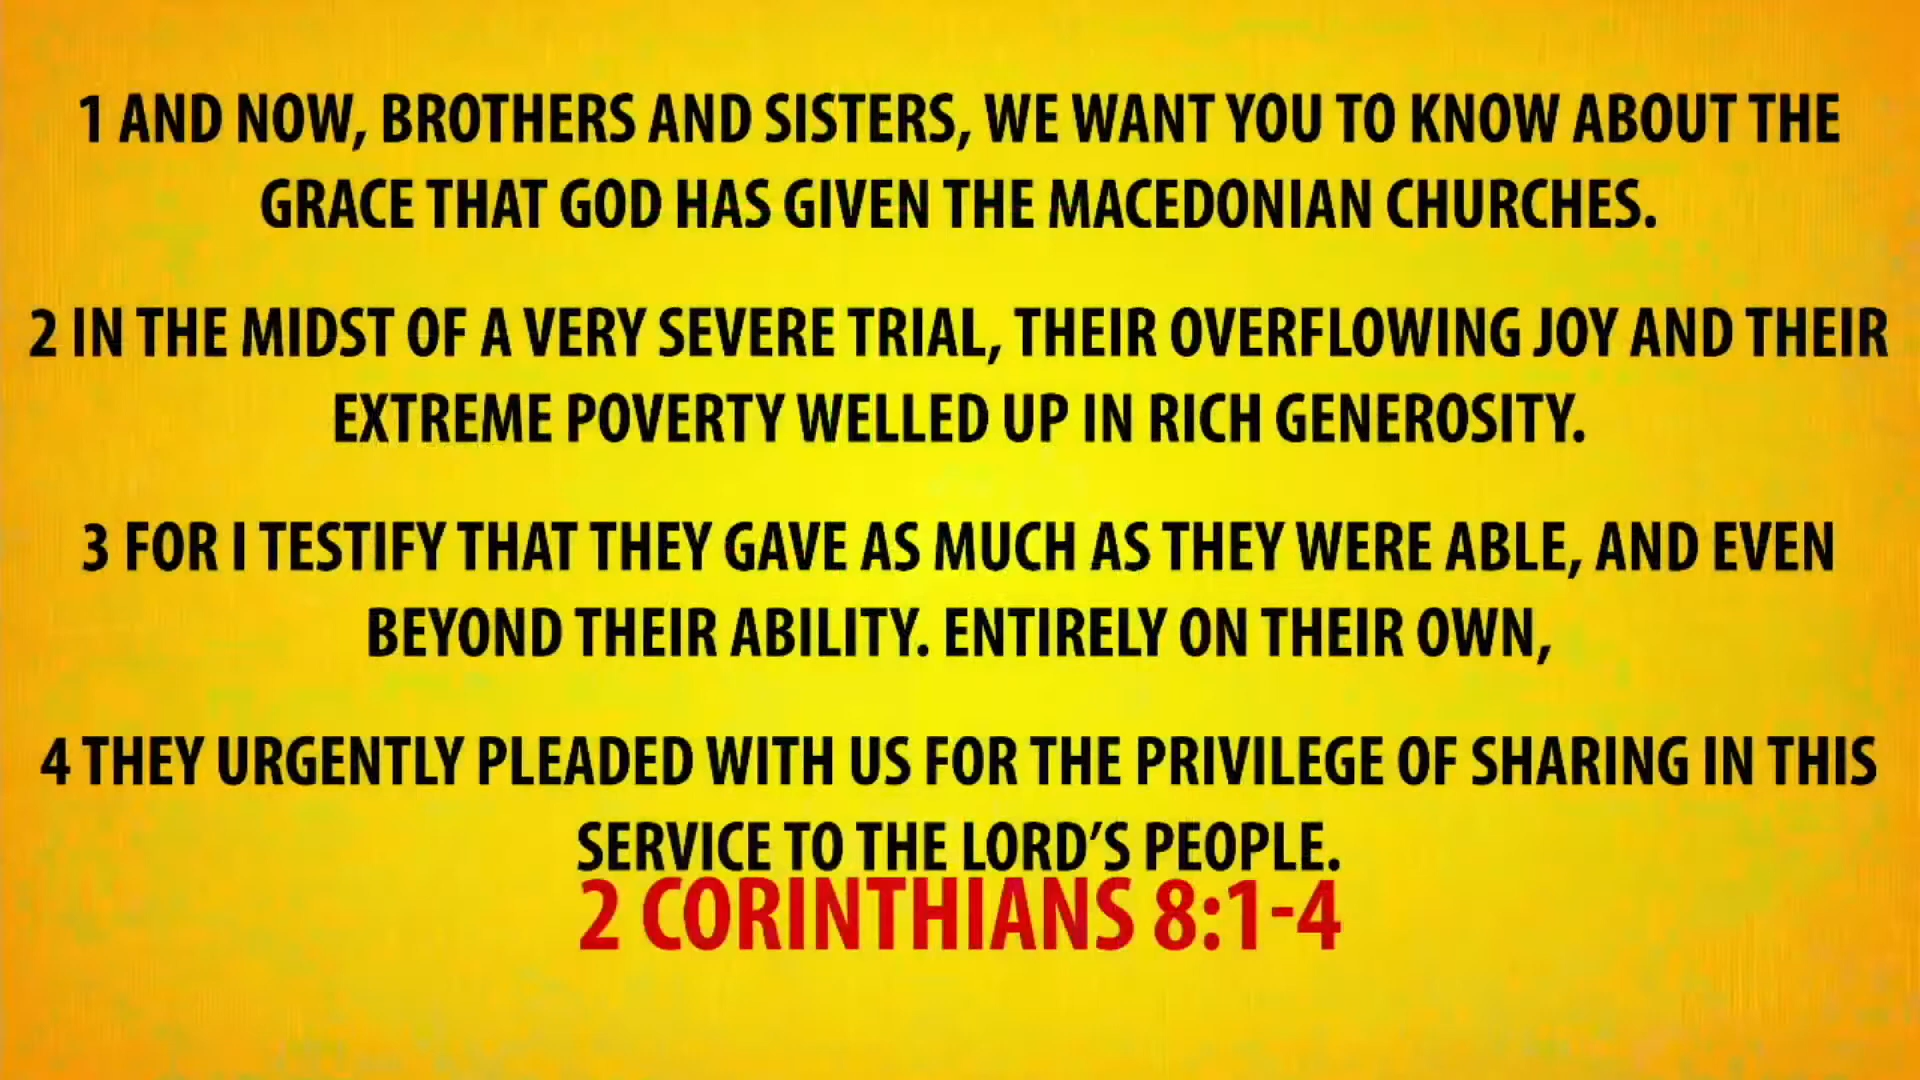 1 AND NOW, BROTHERS AND SISTERS, WE WANT YOU TO KNOW ABOUT THE
GRACE THAT GOD HAS GIVEN THE MACEDONIAN CHURCHES.
2 IN THE MIDST OF A VERY SEVERE TRIAL, THEIR OVERFLOWING JOY AND THEIR
EXTREME POVERTY WELLED UP IN RICH GENEROSITY.
3 FOR I TESTIFY THAT THEY GAVE AS MUCH AS THEY WERE ABLE, AND EVEN
BEYOND THEIR ABILITY. ENTIRELY ON THEIR OWN,
4 THEY URGENTLY PLEADED WITH US FOR THE PRIVILEGE OF SHARING IN THIS
SERVICE TO THE LORD’S PEOPLE.
2 CORINTHIANS 8:1-4